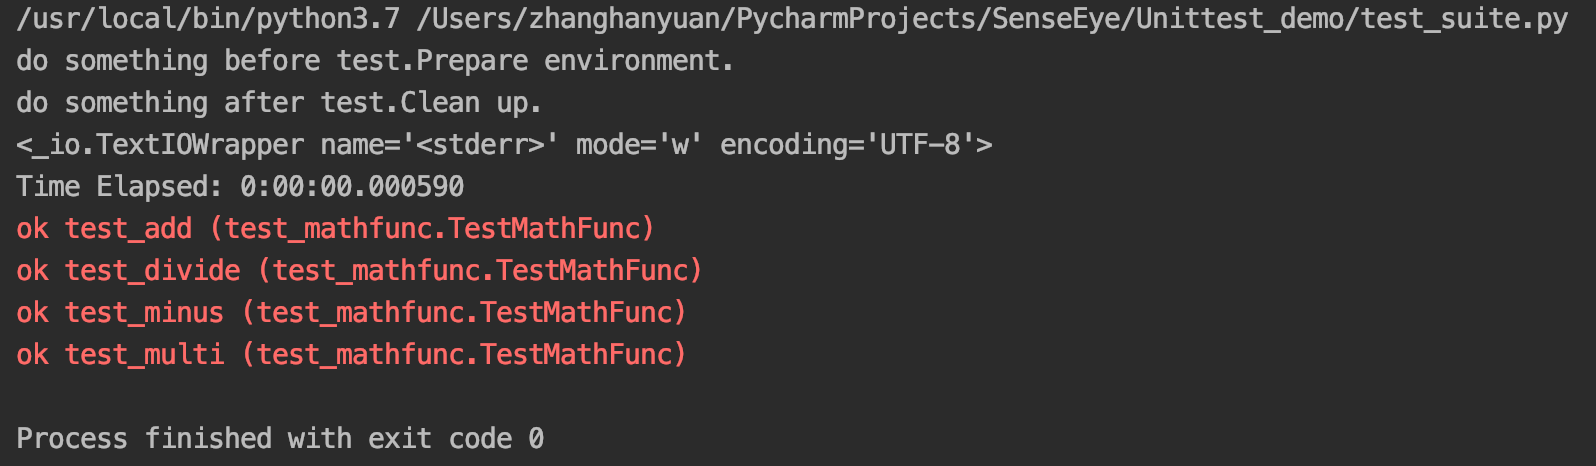 /usr/local/bin/python3.7 /Users/zhanghanyuan/PycharmProjects/SenseEye/Unittest_demo/test_suite.py
do something before test.Prepare environment.
do something after test.Clean up.
<_io.TextIOWrapper name='<stderr>' mode='w' encoding='UTF-8'>
Time Elapsed: 0:00:00.000590
ok test_add (test_mathfunc.TestMathFunc)
ok test_divide (test_mathfunc.TestMathFunc)
ok test_minus (test_mathfunc.TestMathFunc)
ok test_multi (test_mathfunc.TestMathFunc)
Process finished with exit code 0